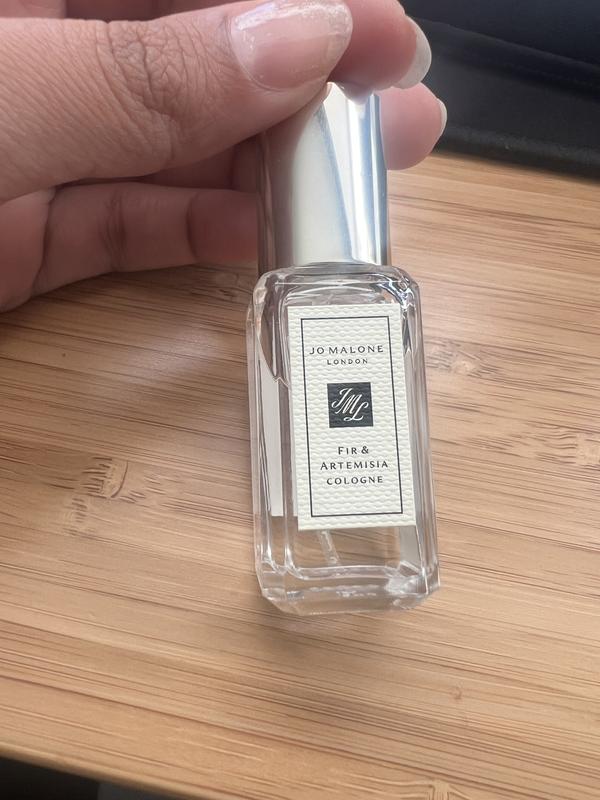 JO MALONE
LONDON
JML
FIR &
ARTEMISIA
COLOGNE